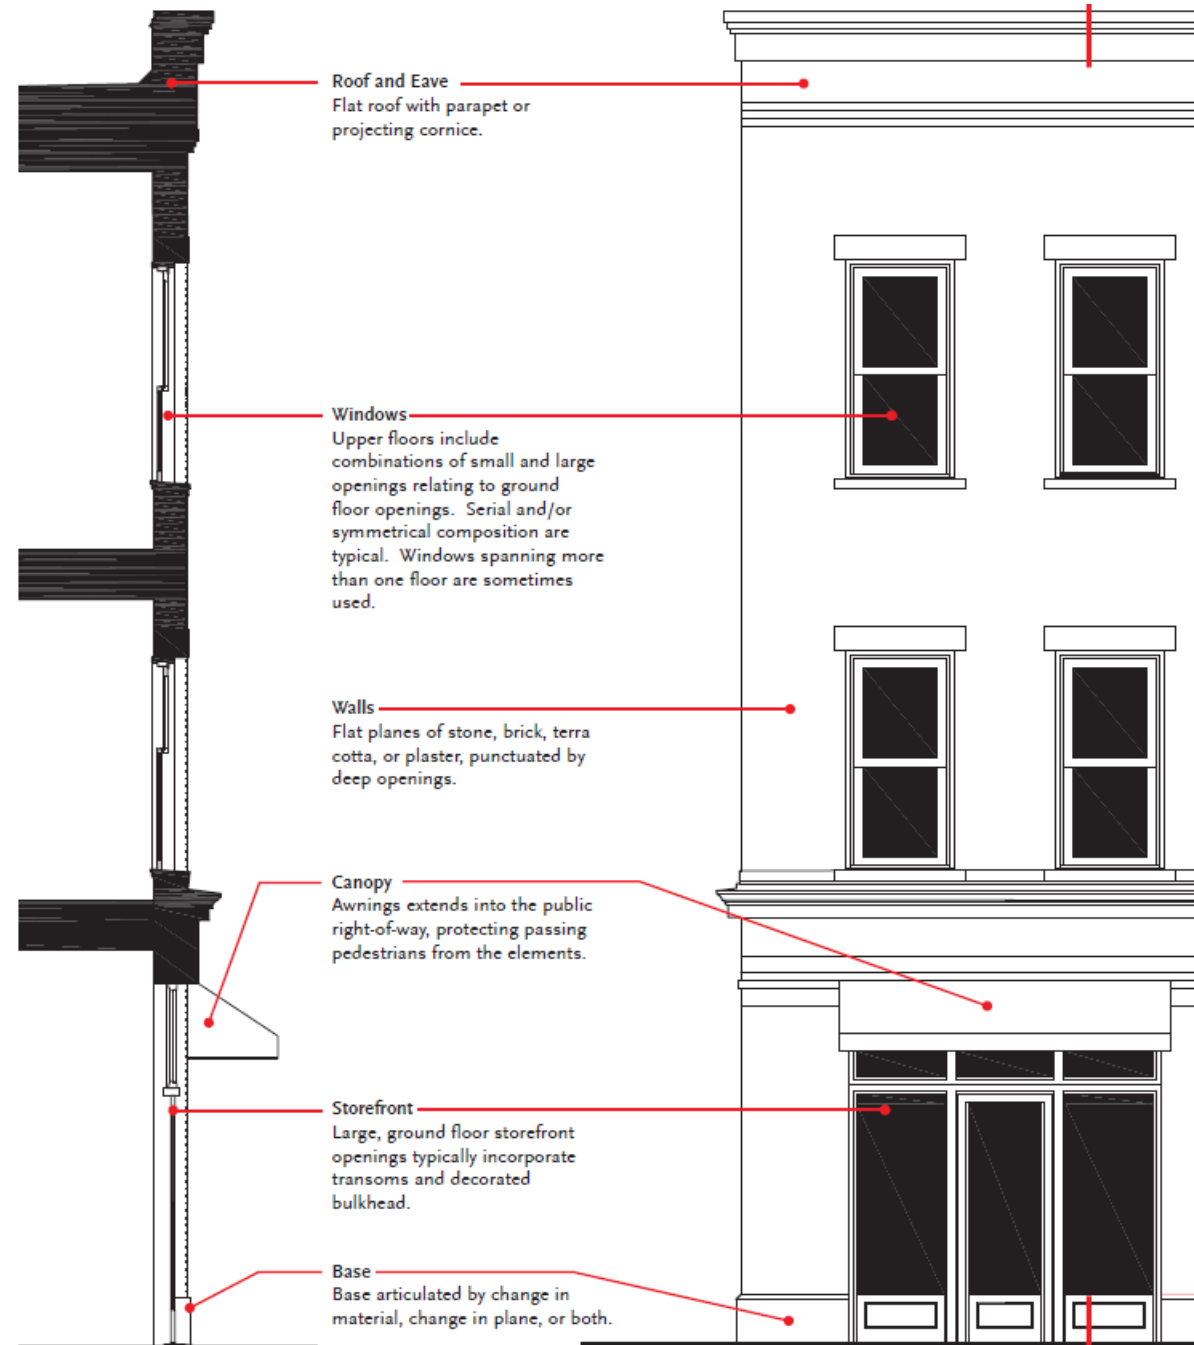 Roof and Eave
Flat roof with parapet or
projecting cornice.
Windows
Upper floors include
combinations of small and large
openings relating to ground
floor openings. Serial and/or
symmetrical composition are
typical. Windows spanning more
than one floor are sometimes
used.
Walls
Flat planes of stone, brick, terra
cotta, or plaster, punctuated by
deep openings.
Canopy
Awnings extends into the public
right-of-way, protecting passing
pedestrians from the elements.
Storefront
Large, ground floor storefront
openings typically incorporate
transoms and decorated
bulkhead.
Base
Base articulated by change in
material, change in plane, or both.